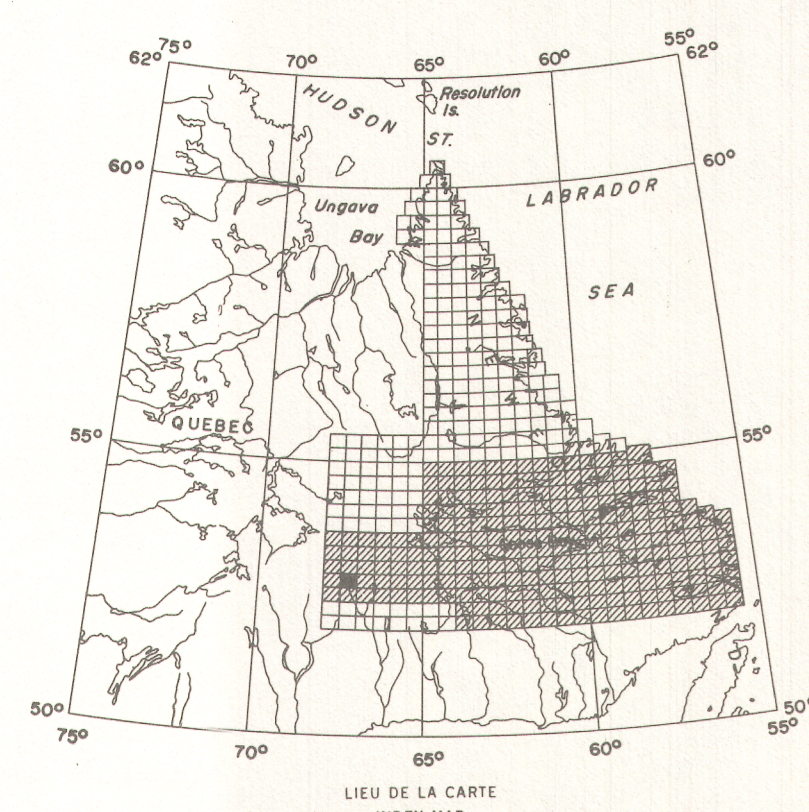 75° 70° 65° 60° 55°
62° 62°
HUDSON
Resolution
Is.
ST.
60° 60°
Ungava
Bay
LABRADOR
SEA
QUEBEC
55° 55°
50° 50°
75° 70° 65° 60° 55°
LIEU DE LA CARTE